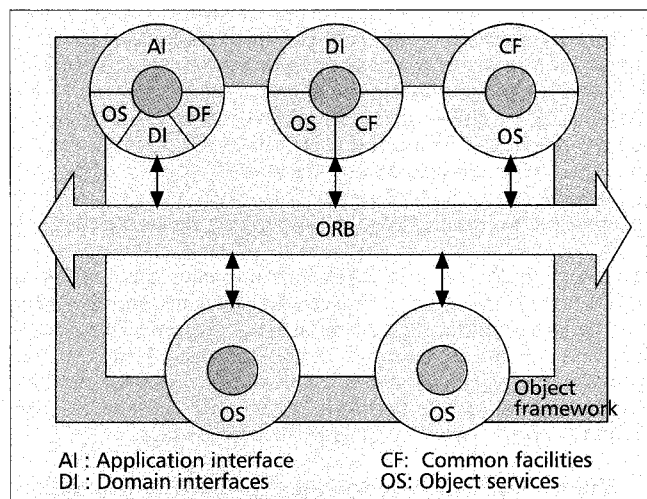 AI
DI
CF
OS
DF
DI
OS
CF
OS
ORB
OS
OS
Object
framework
AI : Application interface
CF: Common facilities
DI : Domain interfaces
OS: Object services